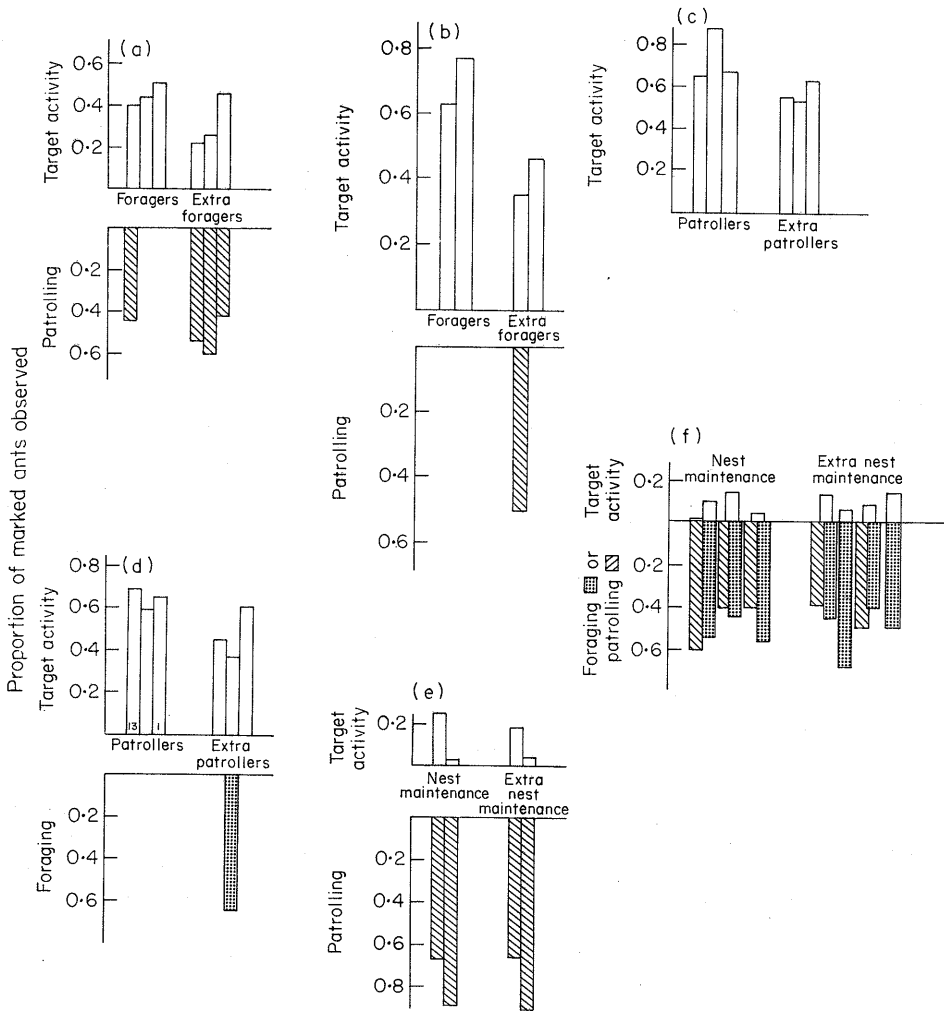 Proportion of marked ants observed
(a)
Target activity
0·6
0·4
0·2
Foragers
Extra
foragers
Patrolling
0·2
0·4
0·6
(b)
Target activity
0·8
0·6
0·4
0·2
Foragers
Extra
foragers
Patrolling
0·2
0·4
0·6
(c)
Target activity
0·8
0·6
0·4
0·2
Patrollers
Extra
patrollers
(d)
Target activity
0·8
0·6
0·4
0·2
13
1
Patrollers
Extra
patrollers
Foraging
0·2
0·4
0·6
(e)
Target
activity
0·2
Nest
maintenance
Extra
nest
maintenance
Patrolling
0·2
0·4
0·6
0·8
(f)
Target
activity
0·2
Nest
maintenance
Extra nest
maintenance
Foraging or
patrolling
0·2
0·4
0·6